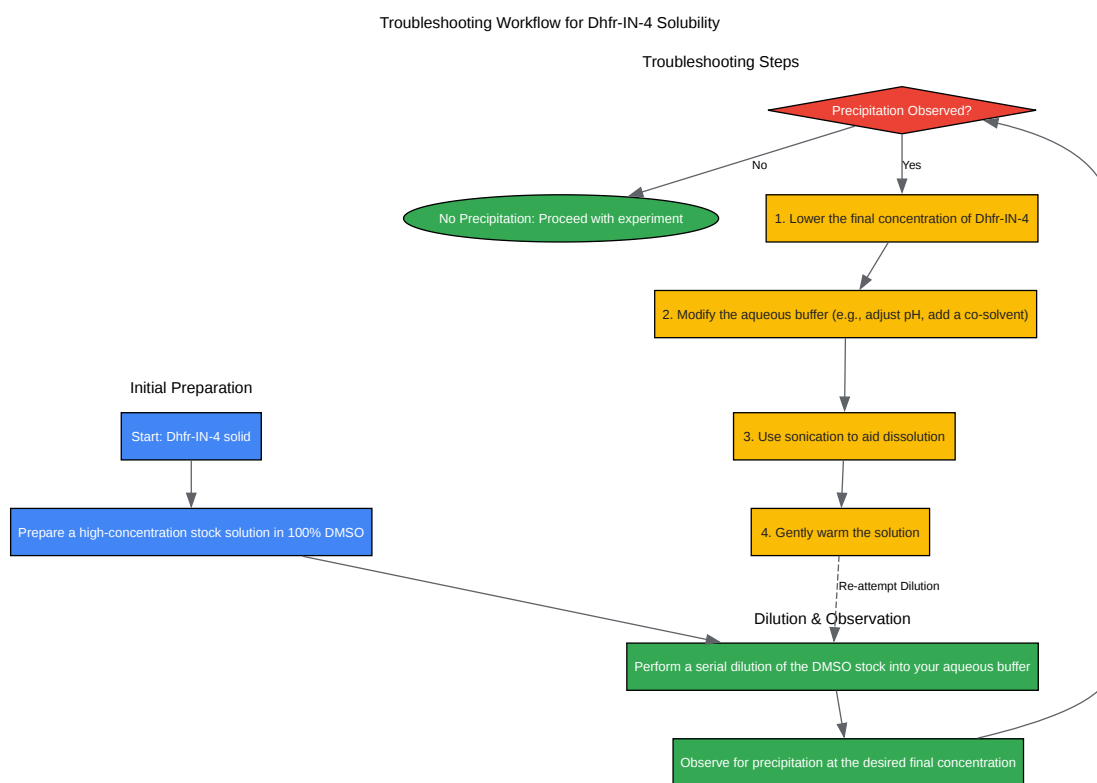 Troubleshooting Workflow for Dhfr-IN-4 Solubility
Troubleshooting Steps
Precipitation Observed?
No
Yes
No Precipitation: Proceed with experiment
1. Lower the final concentration of Dhfr-IN-4
2. Modify the aqueous buffer (e.g., adjust pH, add a co-solvent)
Initial Preparation
Start: Dhfr-IN-4 solid
3. Use sonication to aid dissolution
Prepare a high-concentration stock solution in 100% DMSO
4. Gently warm the solution
Re-attempt Dilution
Dilution & Observation
Perform a serial dilution of the DMSO stock into your aqueous buffer
Observe for precipitation at the desired final concentration